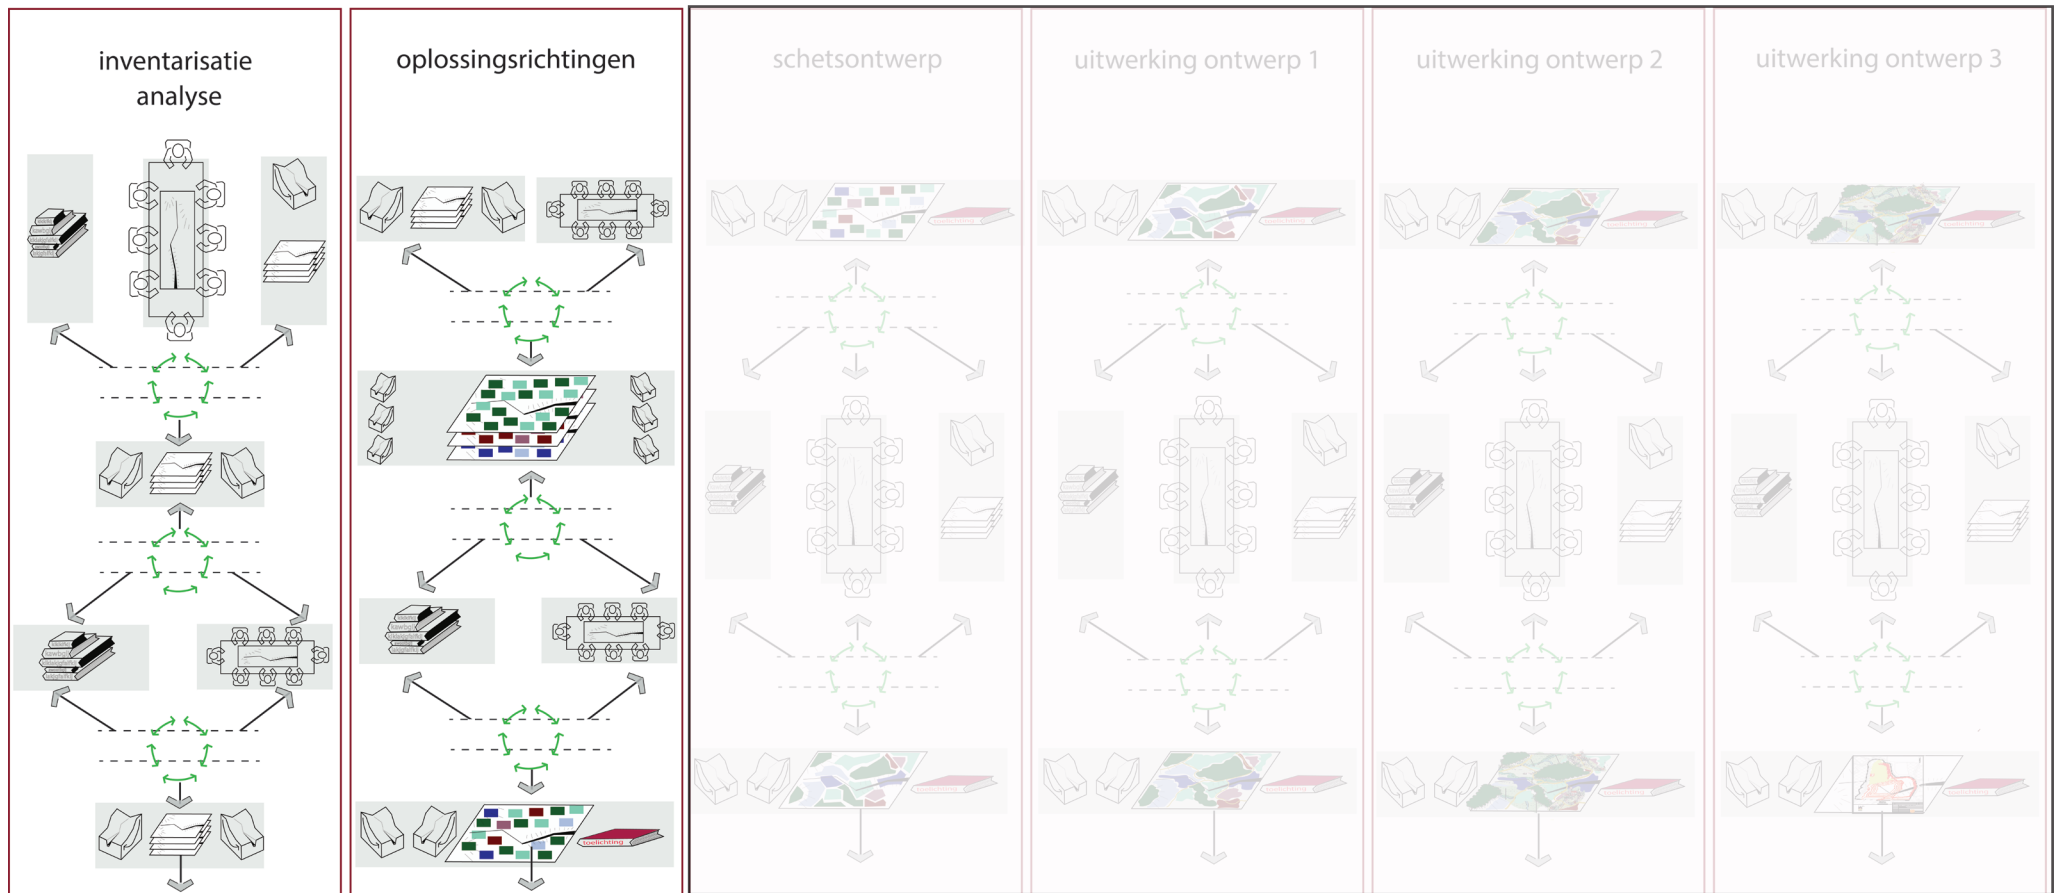 inventarisatie
analyse
oplossingsrichtingen
schetsontwerp
uitwerking ontwerp 1
uitwerking ontwerp 2
uitwerking ontwerp 3
toelichting